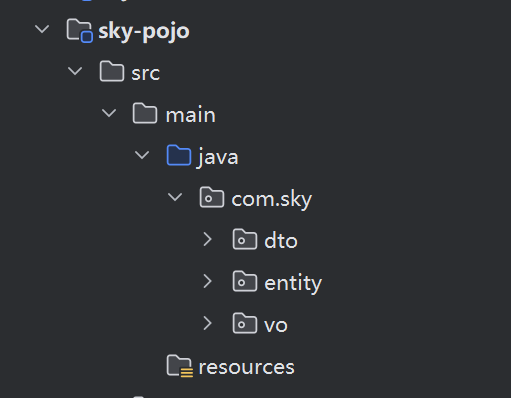 sky-pojo
src
main
java
com.sky
dto
entity
vo
resources